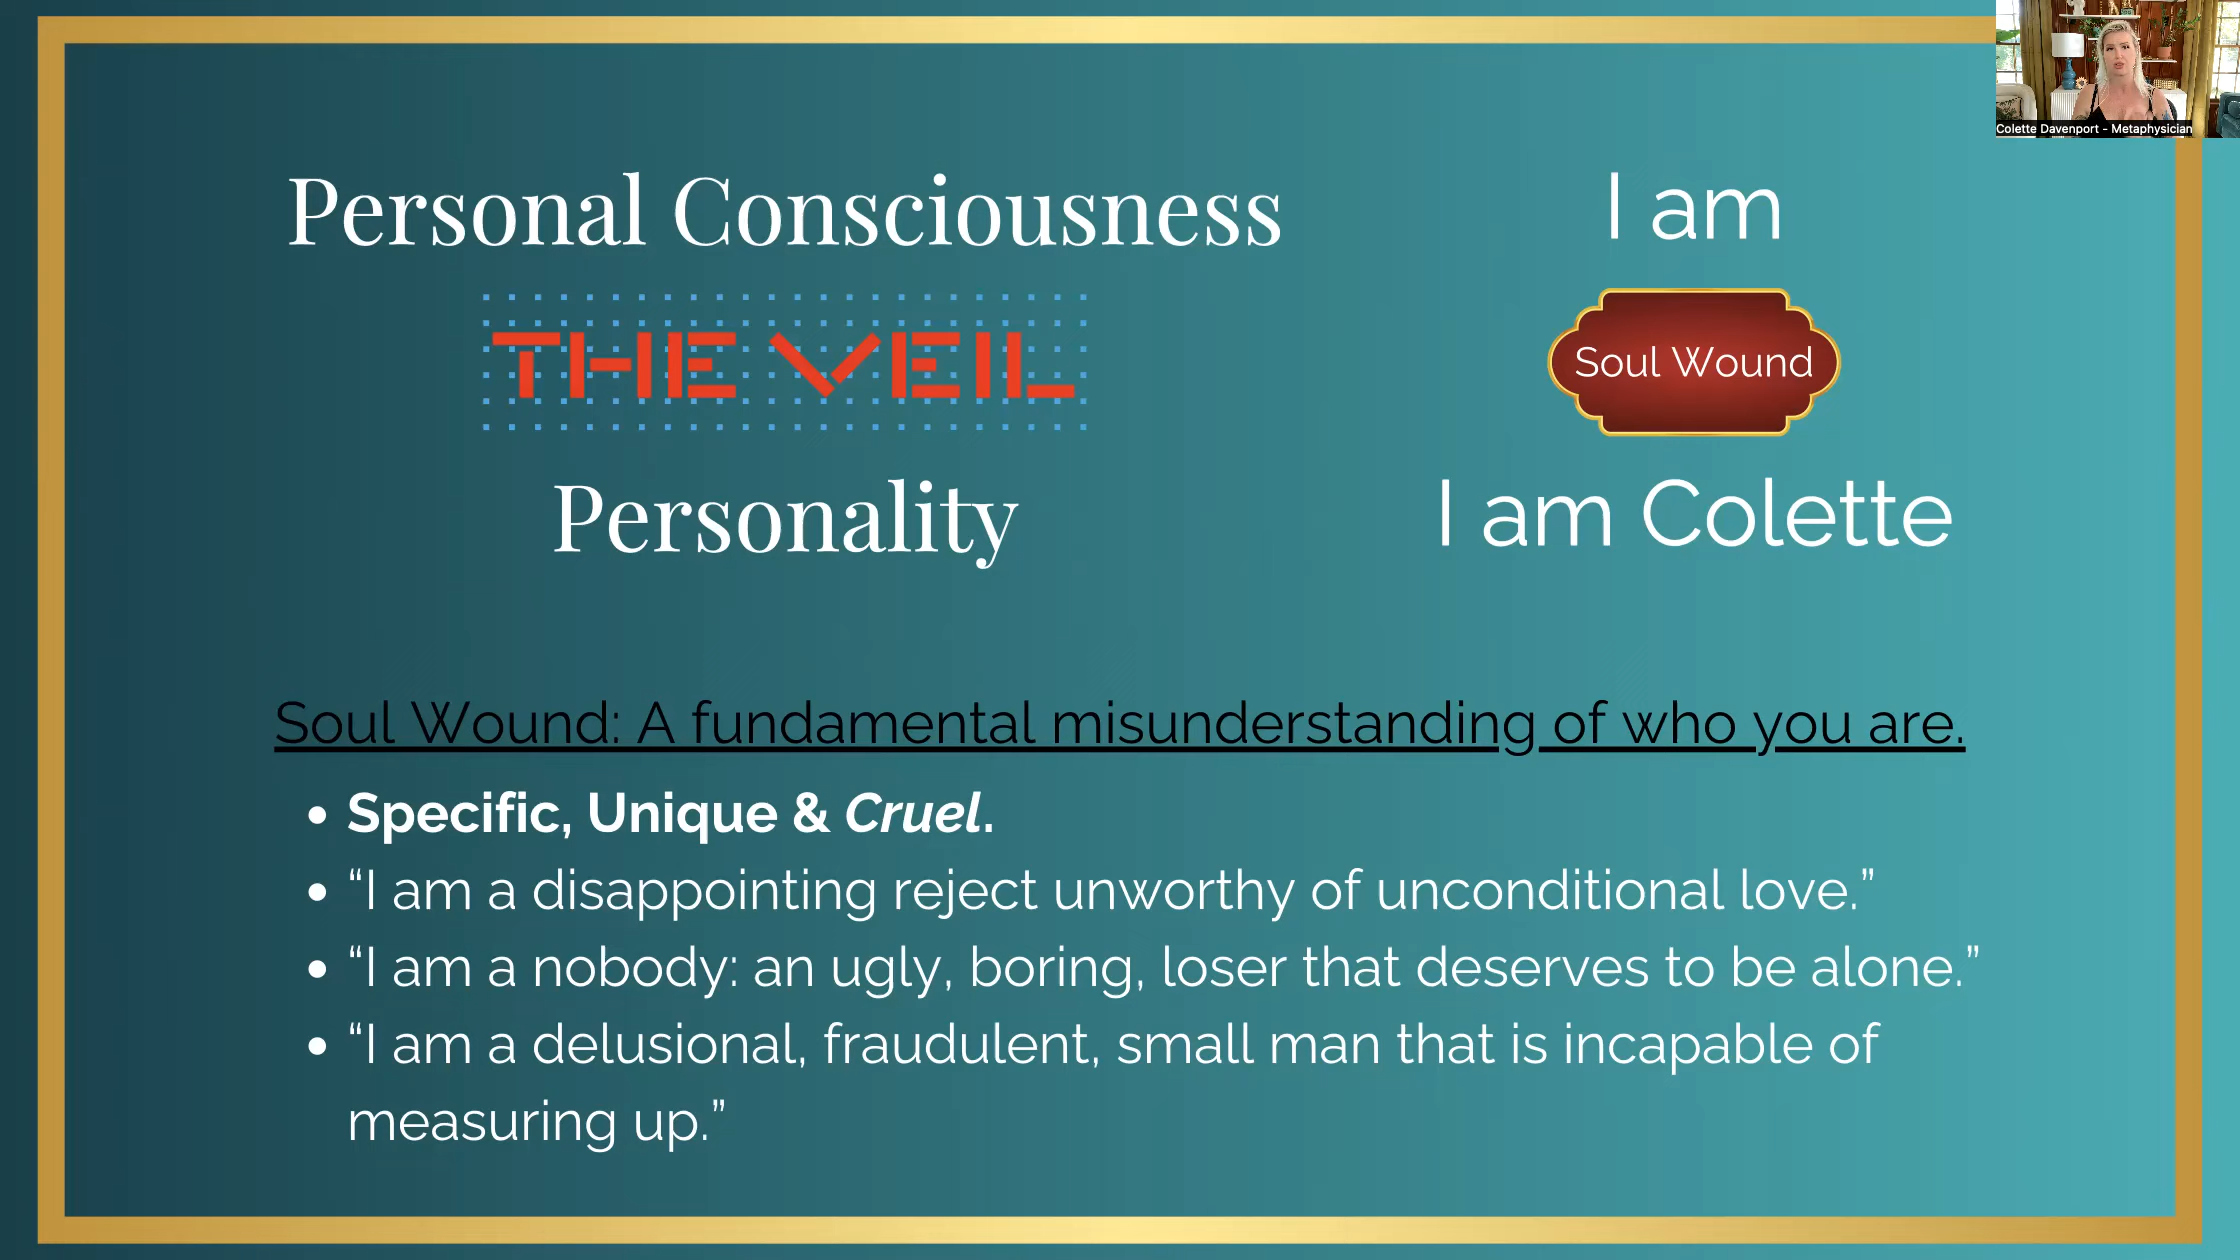 Colette Davenport - Metaphysician
Personal Consciousness
I am
THE VEIL
Soul Wound
Personality
I am Colette
Soul Wound: A fundamental misunderstanding of who you are.
• Specific, Unique & Cruel.
• “I am a disappointing reject unworthy of unconditional love.”
• “I am a nobody: an ugly, boring, loser that deserves to be alone.”
• “I am a delusional, fraudulent, small man that is incapable of
measuring up.”